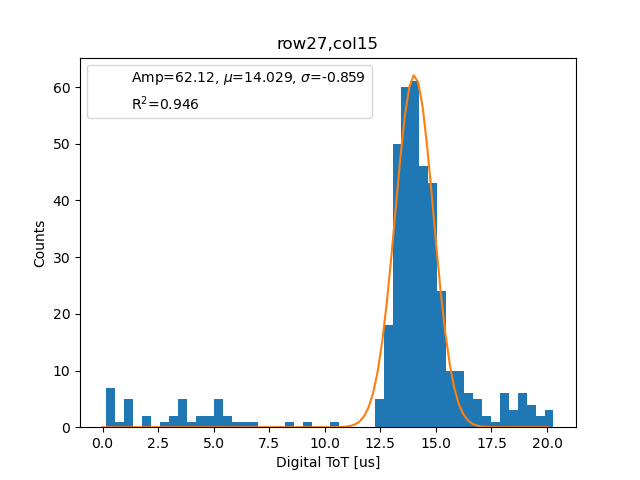 row27,col15
Amp=62.12, μ=14.029, σ=-0.859
R²=0.946
60
50
40
30
20
10
0
Counts
0.0 2.5 5.0 7.5 10.0 12.5 15.0 17.5 20.0
Digital ToT [us]